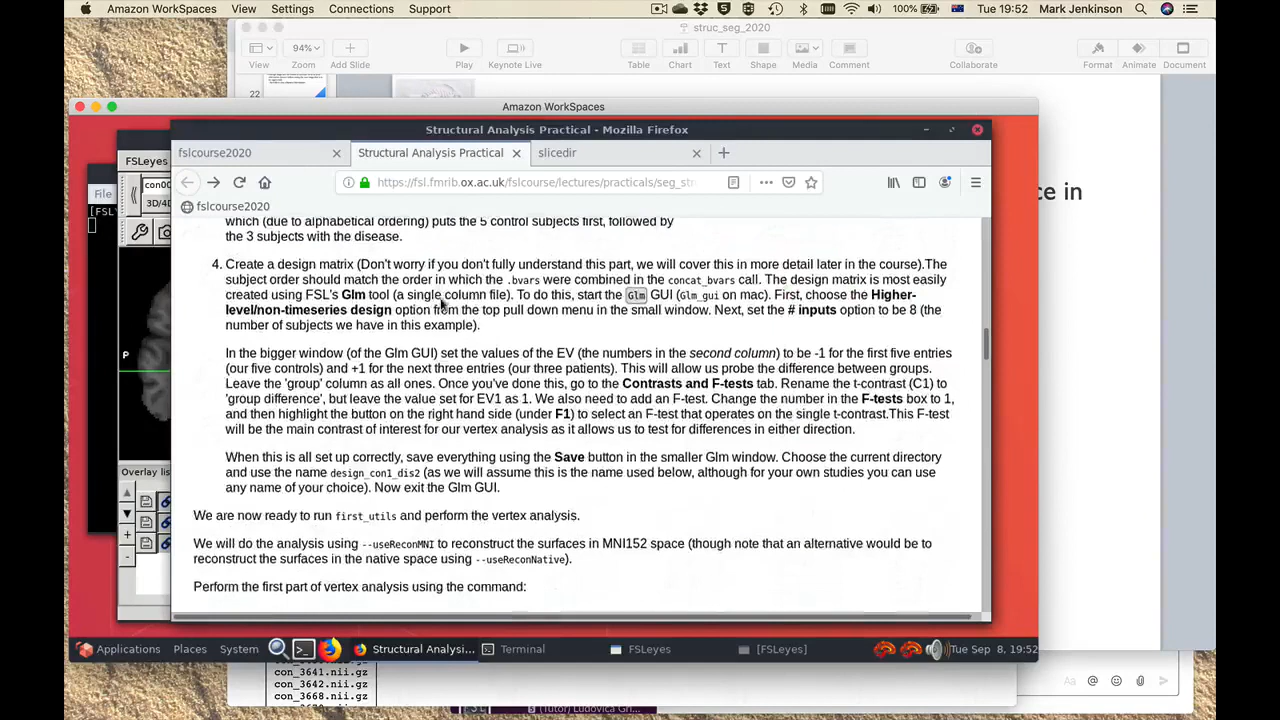 Amazon WorkSpaces View Settings Connections Support 100% Tue 19:52 Mark Jenkinson
struc_seg_2020
94%
View Zoom Add Slide Play Keynote Live Table Chart Text Shape Media Comment Collaborate Format Animate Document
22
Amazon WorkSpaces
Structural Analysis Practical - Mozilla Firefox
fslcourse2020 Structural Analysis Practical slicedir
FSLeyes
https://fsl.fmrib.ox.ac.uk/fslcourse/lectures/practicals/seg_str
con00
ce in
File
fslcourse2020
3D/4D
[FSL
which (due to alphabetical ordering) puts the 5 control subjects first, followed by
the 3 subjects with the disease.
4. Create a design matrix (Don't worry if you don't fully understand this part, we will cover this in more detail later in the course).The
subject order should match the order in which the .bvars were combined in the concat_bvars call. The design matrix is most easily
created using FSL's Glm tool (a single column file). To do this, start the Glm GUI (Glm_gui on mac). First, choose the Higher-
level/non-timeseries design option from the top pull down menu in the small window. Next, set the # inputs option to be 8 (the
number of subjects we have in this example).
In the bigger window (of the Glm GUI) set the values of the EV (the numbers in the second column) to be -1 for the first five entries
(our five controls) and +1 for the next three entries (our three patients). This will allow us probe the difference between groups.
P
Leave the 'group' column as all ones. Once you've done this, go to the Contrasts and F-tests tab. Rename the t-contrast (C1) to
'group difference', but leave the value set for EV1 as 1. We also need to add an F-test. Change the number in the F-tests box to 1,
and then highlight the button on the right hand side (under F1) to select an F-test that operates on the single t-contrast.This F-test
will be the main contrast of interest for our vertex analysis as it allows us to test for differences in either direction.
When this is all set up correctly, save everything using the Save button in the smaller Glm window. Choose the current directory
Overlay list
and use the name design_con1_dis2 (as we will assume this is the name used below, although for your own studies you can use
any name of your choice). Now exit the Glm GUI.
We are now ready to run first_utils and perform the vertex analysis.
We will do the analysis using --useReconMNI to reconstruct the surfaces in MNI152 space (though note that an alternative would be to
reconstruct the surfaces in the native space using --useReconNative).
Perform the first part of vertex analysis using the command:
Applications Places System Structural Analysi... Terminal FSLeyes [FSLeyes] Tue Sep 8, 19:52
con_3641.nii.gz
con_3642.nii.gz
con_3668.nii.gz
Aa
(Tutor) Ludovica Gri...